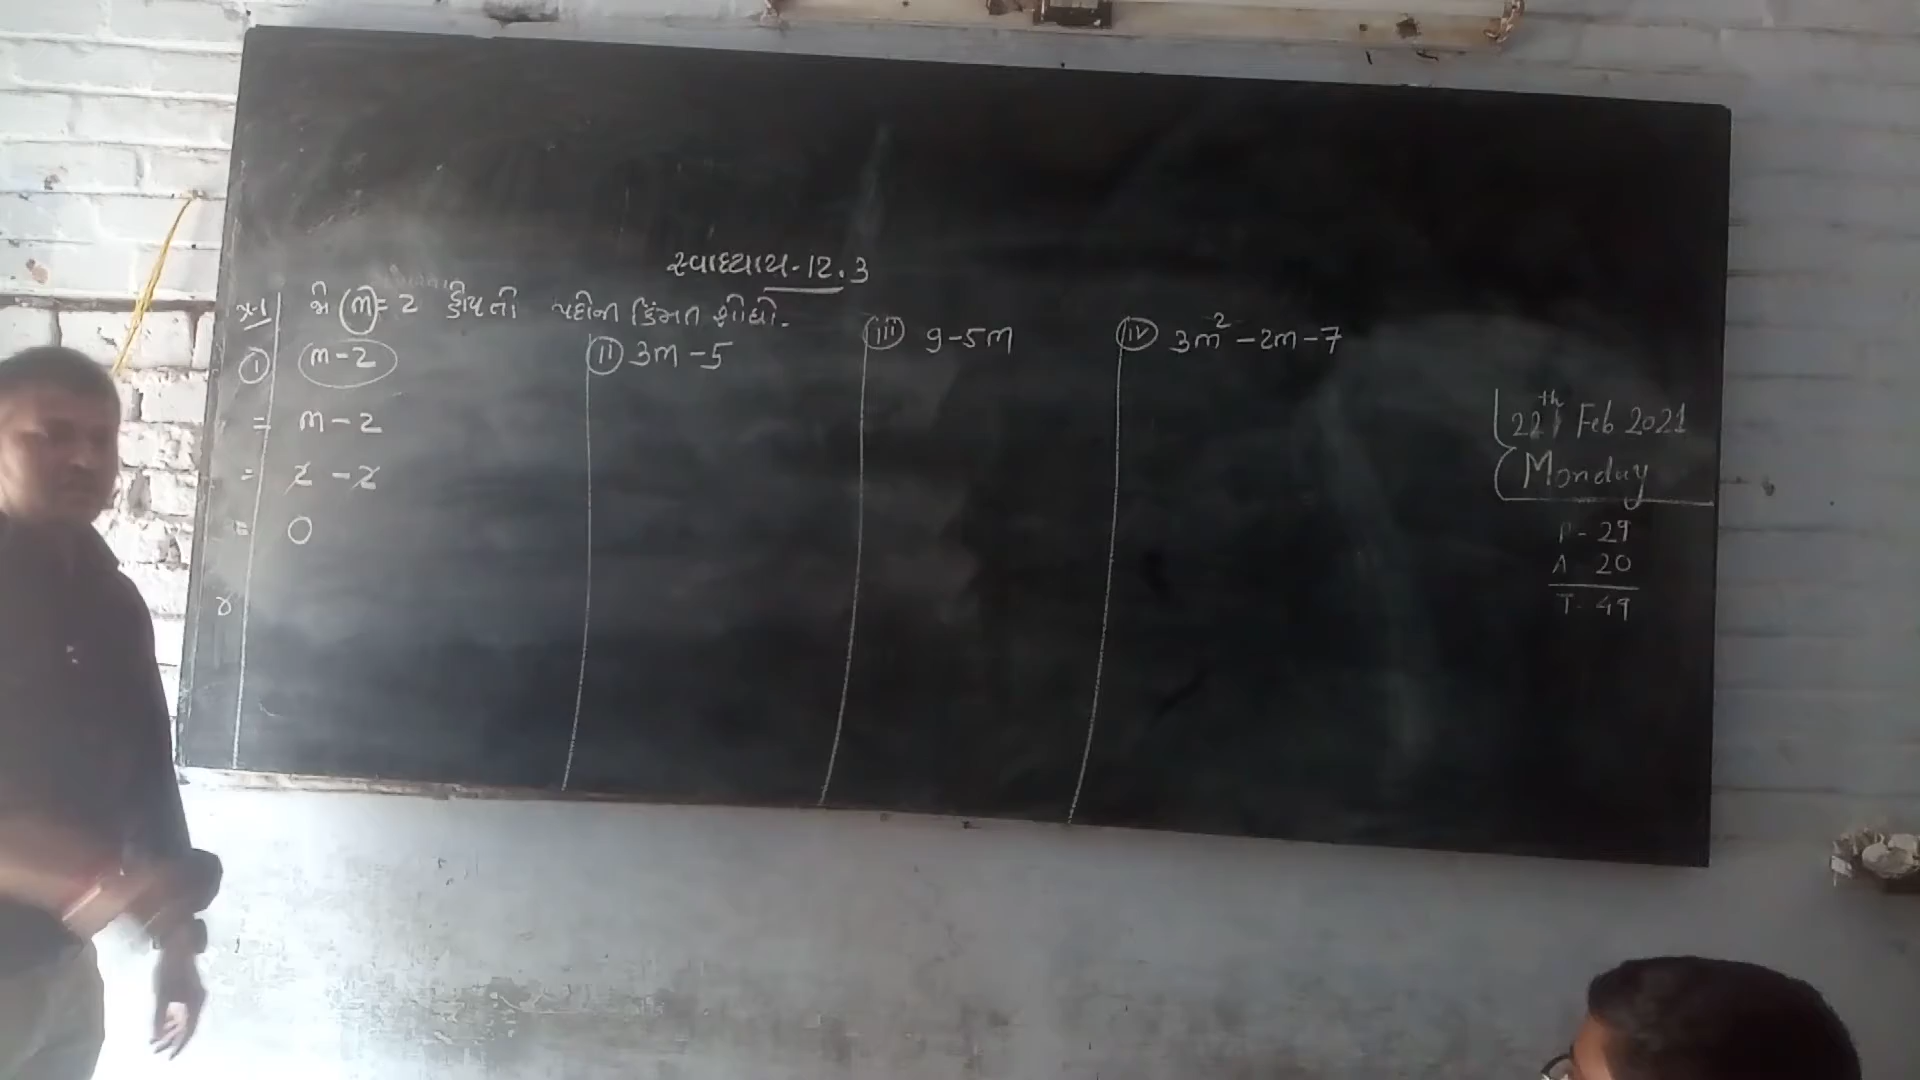 સ્વાધ્યાય-12.3
પ્ર-1 જો m=2 હોય તો પદોની કિંમત શોધો.
(i) m-2
= m-2
= 2-2
= 0
(ii) 3m-5
(iii) 9-5m
(iv) 3m²-2m-7
22th Feb 2021
Monday
P-29
A 20
T-49